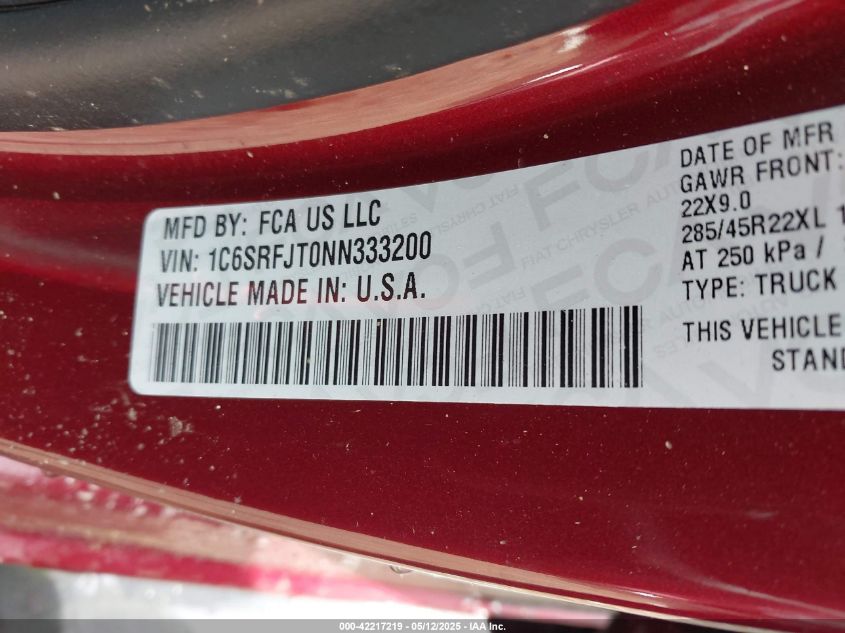 MFD BY: FCA US LLC
VIN: 1C6SRFJT0NN333200
VEHICLE MADE IN: U.S.A.
DATE OF MFR
GAWR FRONT:
22X9.0
285/45R22XL
AT 250 kPa /
TYPE: TRUCK
THIS VEHICLE
STAND
000-42217219 - 05/12/2025 - IAA Inc.